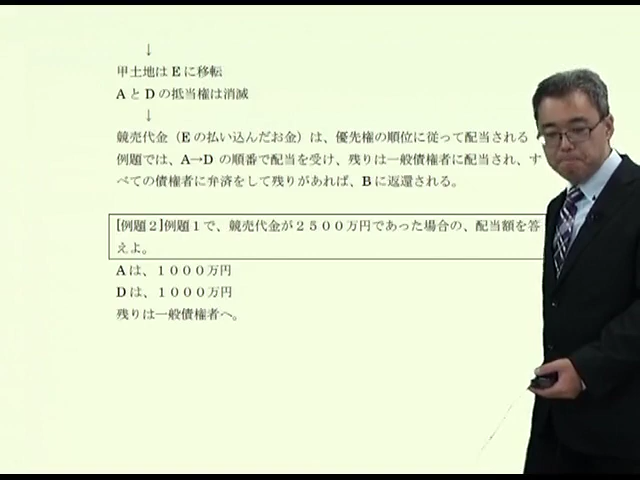 ↓
甲土地はEに移転
AとDの抵当権は消滅
↓
競売代金（Eの払い込んだお金）は、優先権の順位に従って配当される
例題では、A→D の順番で配当を受け、残りは一般債権者に配当され、す
べての債権者に弁済をして残りがあれば、Bに返還される。
[例題２]例題１で、競売代金が２５００万円であった場合の、配当額を答
えよ。
Aは、１０００万円
Dは、１０００万円
残りは一般債権者へ。